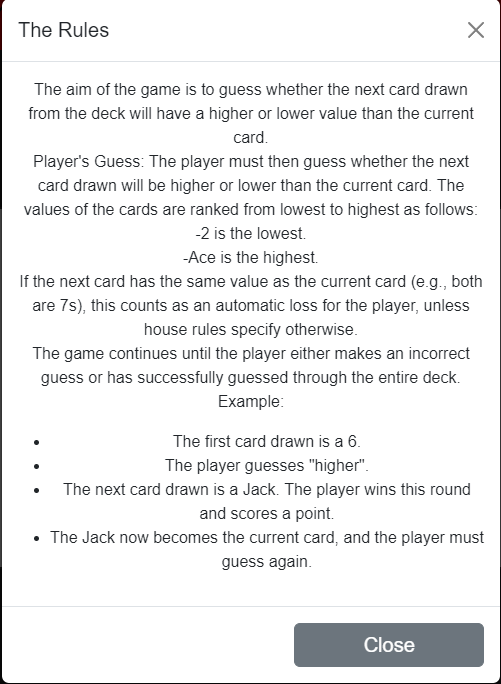 The Rules
The aim of the game is to guess whether the next card drawn
from the deck will have a higher or lower value than the current
card.
Player's Guess: The player must then guess whether the next
card drawn will be higher or lower than the current card. The
values of the cards are ranked from lowest to highest as follows:
-2 is the lowest.
-Ace is the highest.
If the next card has the same value as the current card (e.g., both
are 7s), this counts as an automatic loss for the player, unless
house rules specify otherwise.
The game continues until the player either makes an incorrect
guess or has successfully guessed through the entire deck.
Example:
• The first card drawn is a 6.
• The player guesses "higher".
• The next card drawn is a Jack. The player wins this round
and scores a point.
• The Jack now becomes the current card, and the player must
guess again.
Close